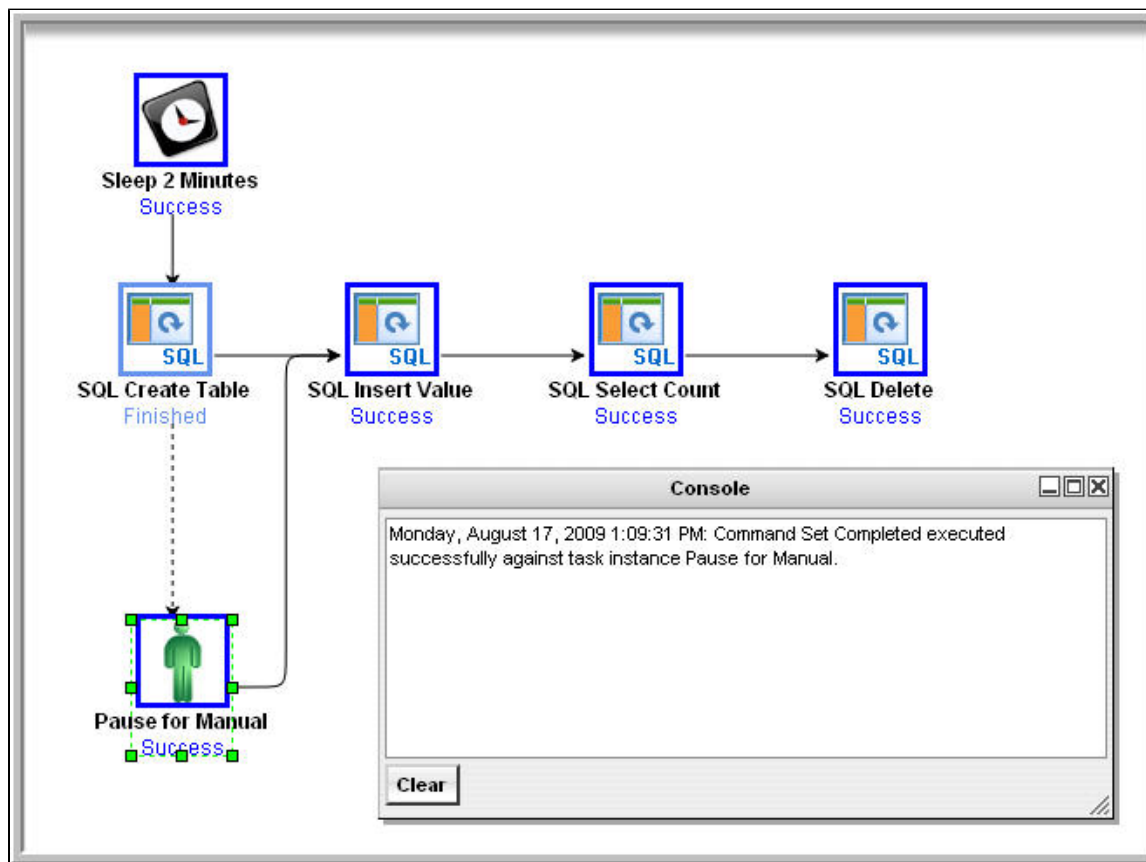 Sleep 2 Minutes
Success
SQL
SQL
SQL
SQL
SQL Create Table
SQL Insert Value
SQL Select Count
SQL Delete
Finished
Success
Success
Success
Console
Monday, August 17, 2009 1:09:31 PM: Command Set Completed executed
successfully against task instance Pause for Manual.
Pause for Manual
Success
Clear